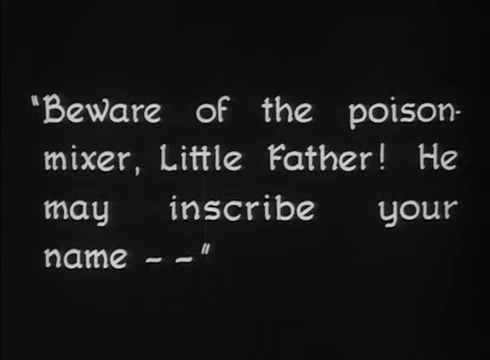 "Beware of the poison-
mixer, Little Father! He
may inscribe your
name – –"